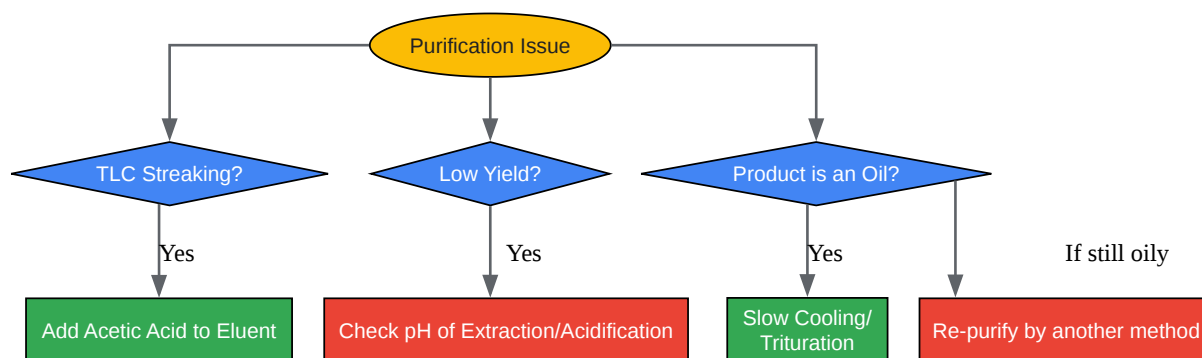 Purification Issue
TLC Streaking?
Low Yield?
Product is an Oil?
Yes
Yes
Yes
If still oily
Add Acetic Acid to Eluent
Check pH of Extraction/Acidification
Slow Cooling/
Trituration
Re-purify by another method